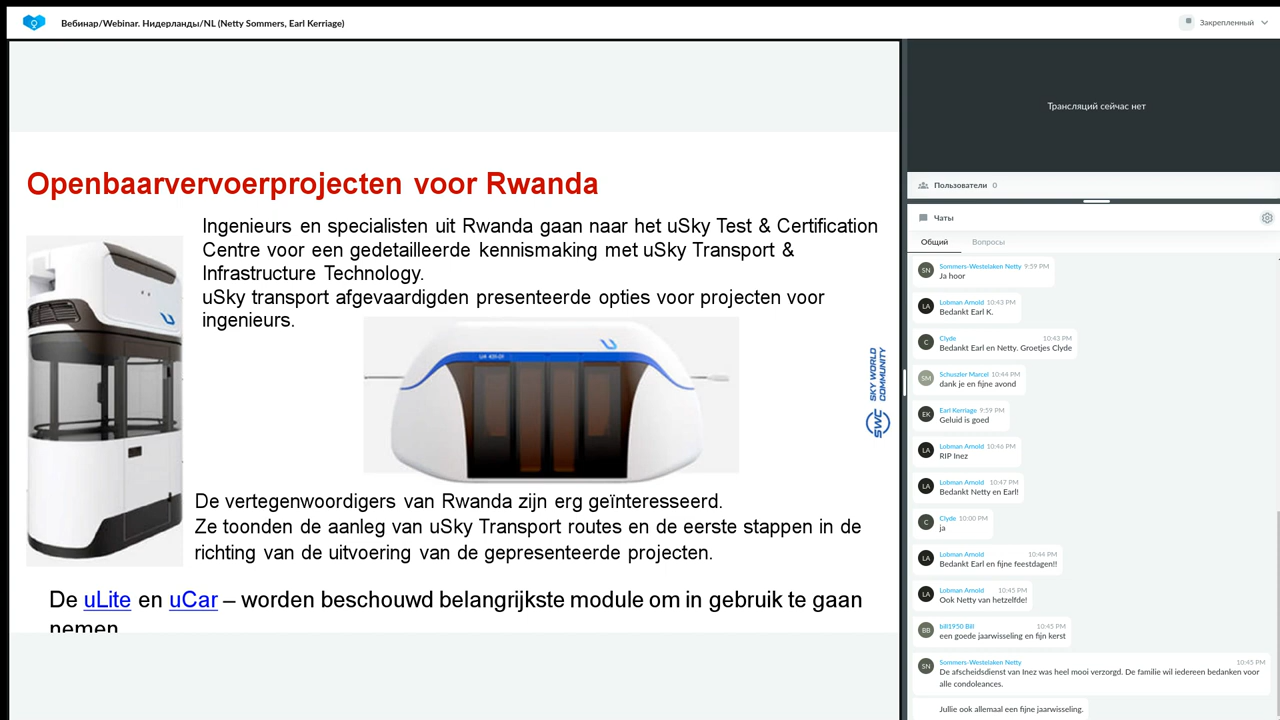 Вебинар/Webinar. Нидерланды/NL (Netty Sommers, Earl Kerriage)
Закрепленный
Openbaarvervoerprojecten voor Rwanda
Ingenieurs en specialisten uit Rwanda gaan naar het uSky Test & Certification
Centre voor een gedetailleerde kennismaking met uSky Transport &
Infrastructure Technology.
uSky transport afgevaardigden presenteerde opties voor projecten voor
ingenieurs.
SWC SKY WORLD
COMMUNITY
De vertegenwoordigers van Rwanda zijn erg geïnteresseerd.
Ze toonden de aanleg van uSky Transport routes en de eerste stappen in de
richting van de uitvoering van de gepresenteerde projecten.
De uLite en uCar – worden beschouwd belangrijkste module om in gebruik te gaan
nemen
Трансляций сейчас нет
Пользователи 0
Чаты
Общий Вопросы
SN Sommers-Westelaken Netty 9:59 PM
Ja hoor
LA Lobman Arnold 10:43 PM
Bedankt Earl K.
C Clyde 10:43 PM
Bedankt Earl en Netty. Groetjes Clyde
SM Schuszler Marcel 10:44 PM
dank je en fijne avond
EK Earl Kerriage 9:59 PM
Geluid is goed
LA Lobman Arnold 10:46 PM
RIP Inez
LA Lobman Arnold 10:47 PM
Bedankt Netty en Earl!
C Clyde 10:00 PM
ja
LA Lobman Arnold 10:44 PM
Bedankt Earl en fijne feestdagen!!
LA Lobman Arnold 10:45 PM
Ook Netty van hetzelfde!
BB bill1950 Bill 10:45 PM
een goede jaarwisseling en fijn kerst
SN Sommers-Westelaken Netty 10:45 PM
De afscheidsdienst van Inez was heel mooi verzorgd. De familie wil iedereen bedanken voor
alle condoleances.
Jullie ook allemaal een fijne jaarwisseling.